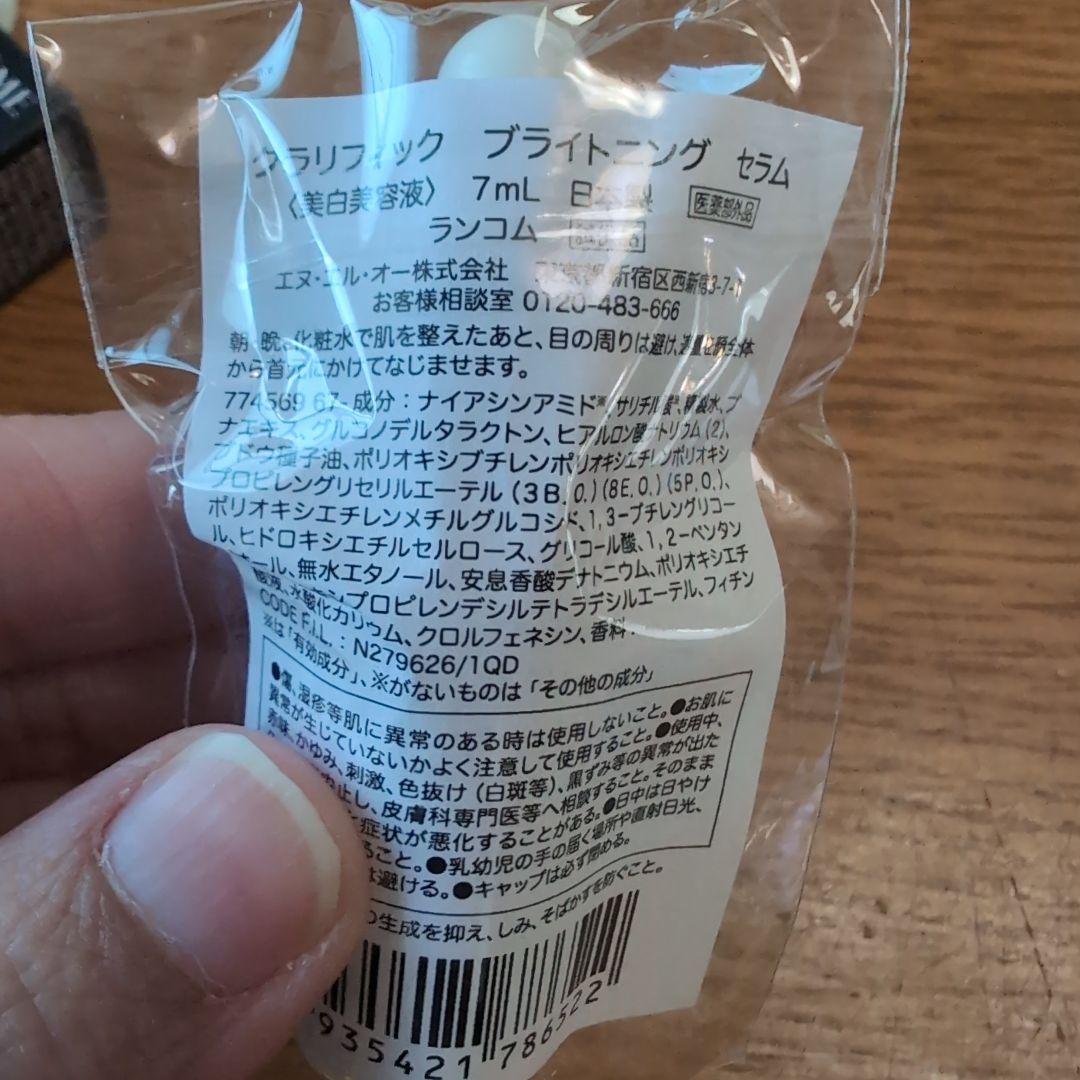 ME
クラリフィック ブライトニング セラム
〈美白美容液〉 7mL 日本製 医薬部外品
ランコム
エヌ・エル・オー株式会社 東京都新宿区西新宿3-7-1
お客様相談室 0120-483-666
朝・晩、化粧水で肌を整えたあと、目の周りは避け、適量を顔全体
から首元にかけてなじませます。
774569 67・成分：ナイアシンアミド※、サリチル酸※、精製水、ブ
ナエキス、グルコノデルタラクトン、ヒアルロン酸ナトリウム(2)、
ブドウ種子油、ポリオキシブチレンポリオキシエチレンポリオキシ
プロピレングリセリルエーテル(3B.O.)(8E.O.)(5P.O.)、
ポリオキシエチレンメチルグルコシド、1,3ーブチレングリコー
ル、ヒドロキシエチルセルロース、グリコール酸、1,2ーペンタン
オール、無水エタノール、安息香酸デナトニウム、ポリオキシエチ
レンポリオキシプロピレンデシルテトラデシルエーテル、フィチン
酸液、水酸化カリウム、クロルフェネシン、香料
CODE F.I.L.：N279626/1QD
※は「有効成分」、※がないものは「その他の成分」
●傷、湿疹等肌に異常のある時は使用しないこと。●お肌に
異常が生じていないかよく注意して使用すること。●使用中、
赤味、かゆみ、刺激、色抜け(白斑等)、黒ずみ等の異常が出た
止し、皮膚科専門医等へ相談すること。そのまま
症状が悪化することがある。●日中は日やけ
ること。●乳幼児の手の届く場所や直射日光、
は避ける。●キャップは必ず閉める。
の生成を抑え、しみ、そばかすを防ぐこと。
935421 786522